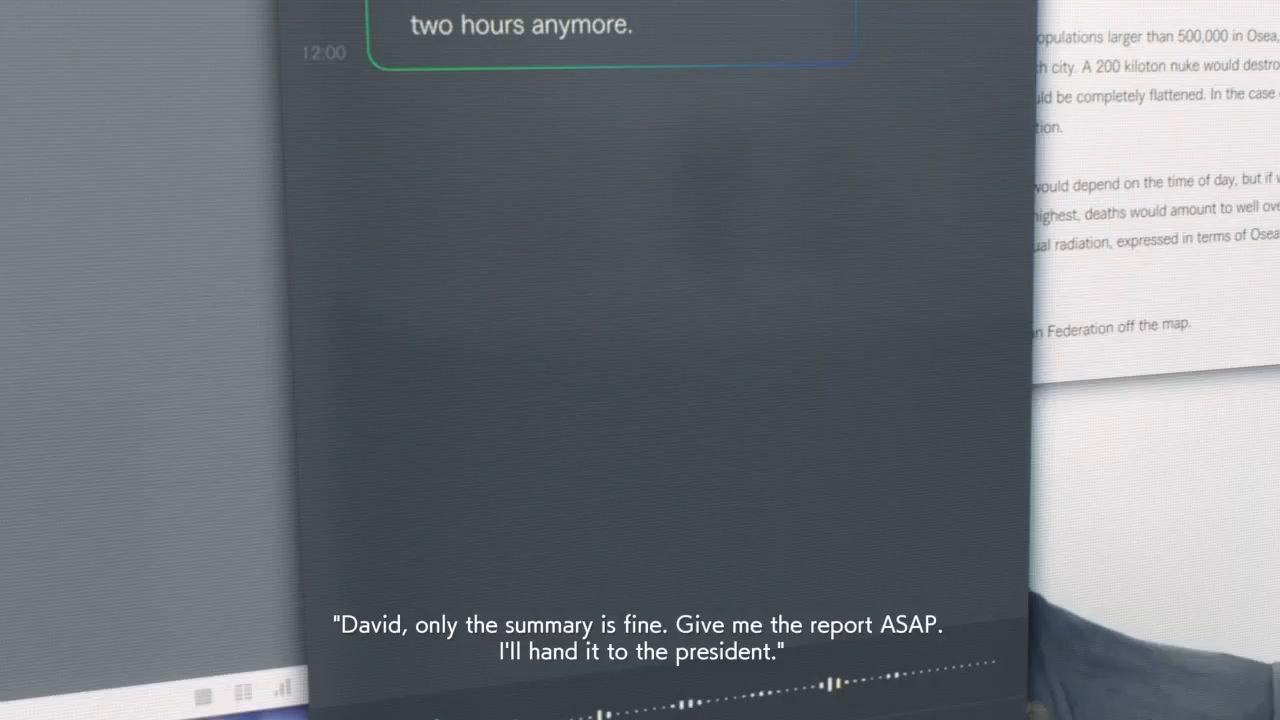 two hours anymore.
12:00
opulations larger than 500,000 in Osea,
h city. A 200 kiloton nuke would destro
uld be completely flattened. In the case
tion.
would depend on the time of day, but if
ighest, deaths would amount to well ov
ual radiation, expressed in terms of Osea
n Federation off the map.
"David, only the summary is fine. Give me the report ASAP.
I'll hand it to the president."